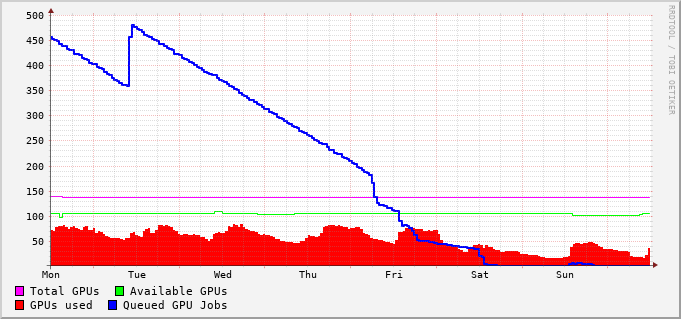 500
450
400
350
300
250
200
150
100
50
Mon Tue Wed Thu Fri Sat Sun
Total GPUs Available GPUs
GPUs used Queued GPU Jobs
RRDTOOL / TOBI OETIKER